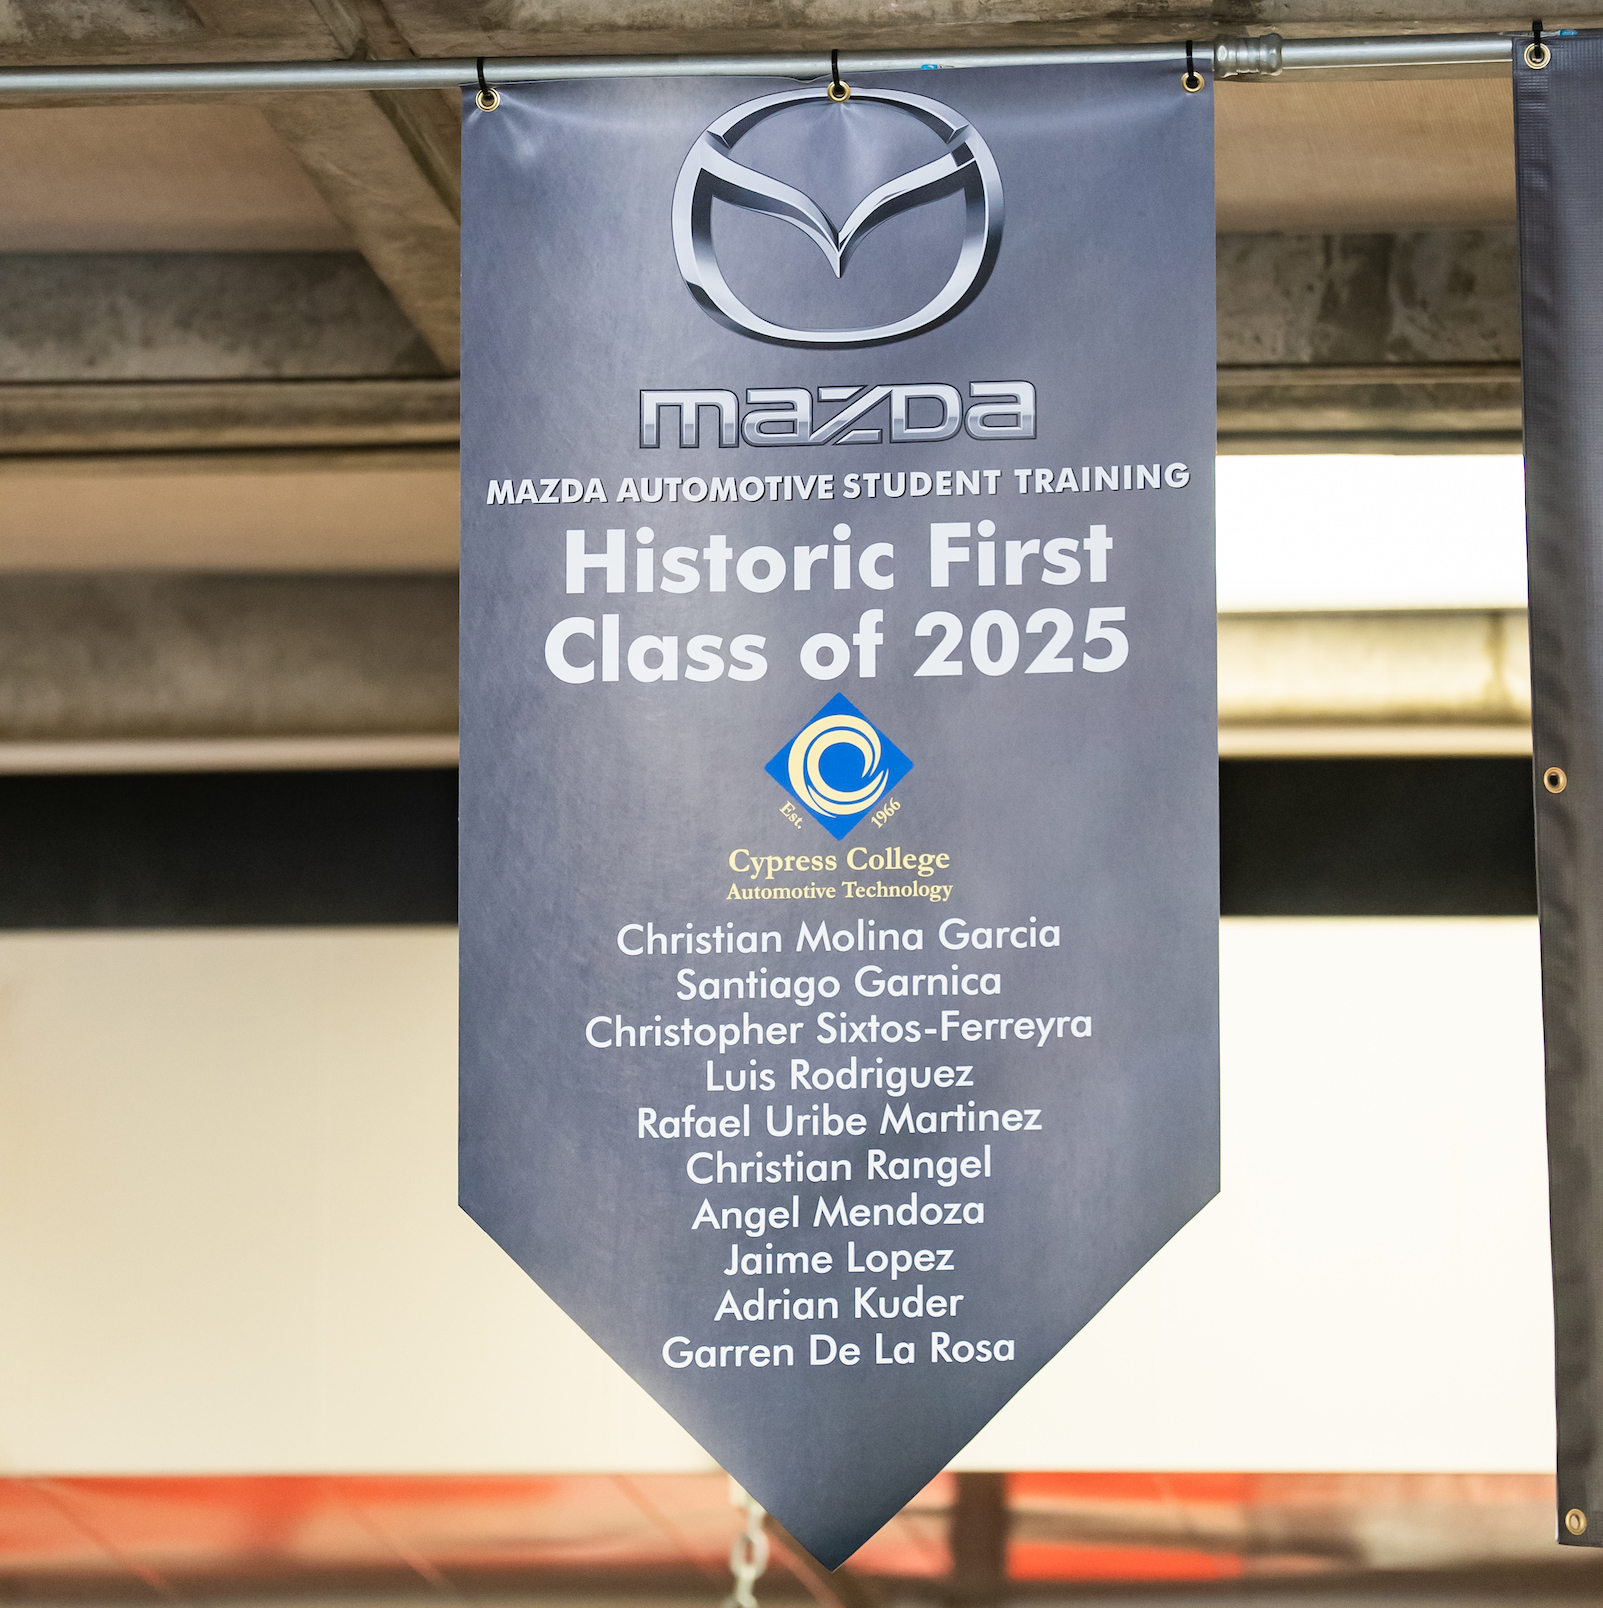 mazda
MAZDA AUTOMOTIVE STUDENT TRAINING
Historic First
Class of 2025
Est. 1966
Cypress College
Automotive Technology
Christian Molina Garcia
Santiago Garnica
Christopher Sixtos-Ferreyra
Luis Rodriguez
Rafael Uribe Martinez
Christian Rangel
Angel Mendoza
Jaime Lopez
Adrian Kuder
Garren De La Rosa